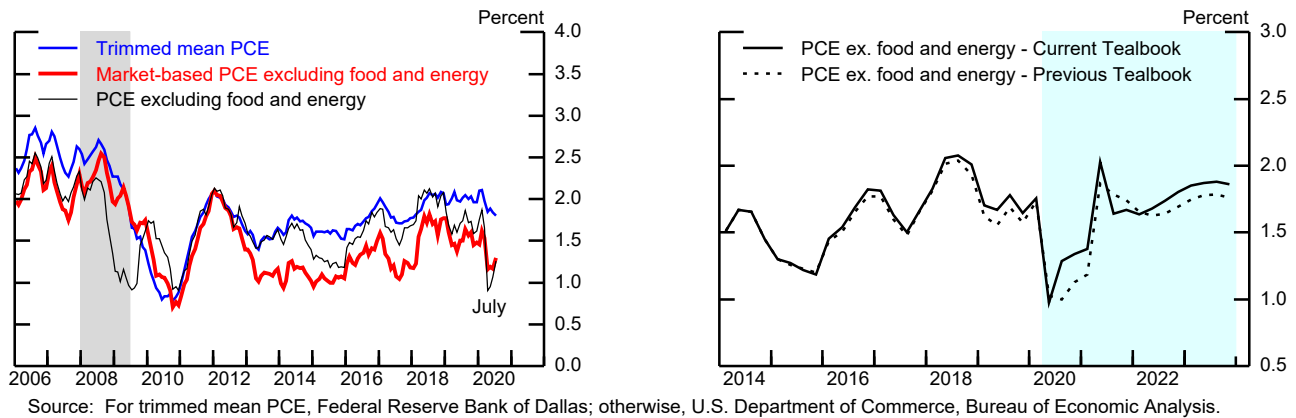 Percent
4.0
3.5
3.0
2.5
2.0
1.5
1.0
0.5
0.0
Trimmed mean PCE
Market-based PCE excluding food and energy
PCE excluding food and energy
July
2006 2008 2010 2012 2014 2016 2018 2020
Percent
3.0
2.5
2.0
1.5
1.0
0.5
PCE ex. food and energy - Current Tealbook
PCE ex. food and energy - Previous Tealbook
2014 2016 2018 2020 2022
Source: For trimmed mean PCE, Federal Reserve Bank of Dallas; otherwise, U.S. Department of Commerce, Bureau of Economic Analysis.